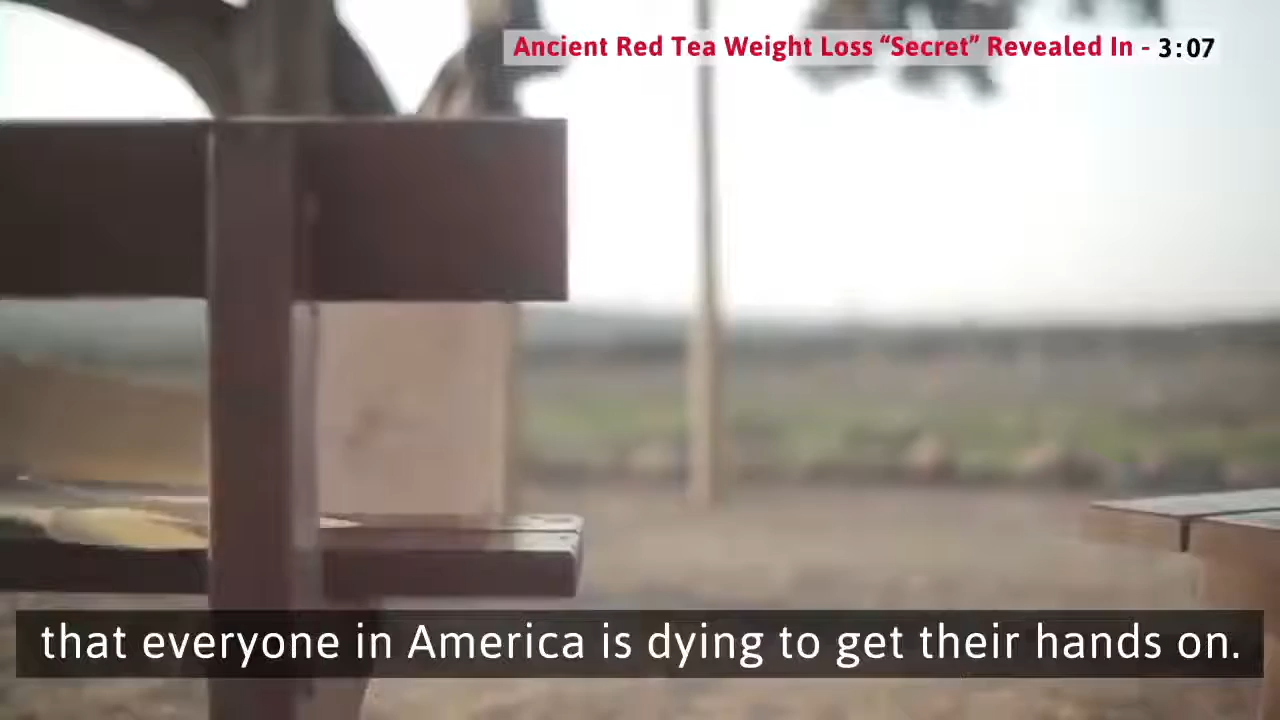 Ancient Red Tea Weight Loss “Secret” Revealed In - 3:07
that everyone in America is dying to get their hands on.